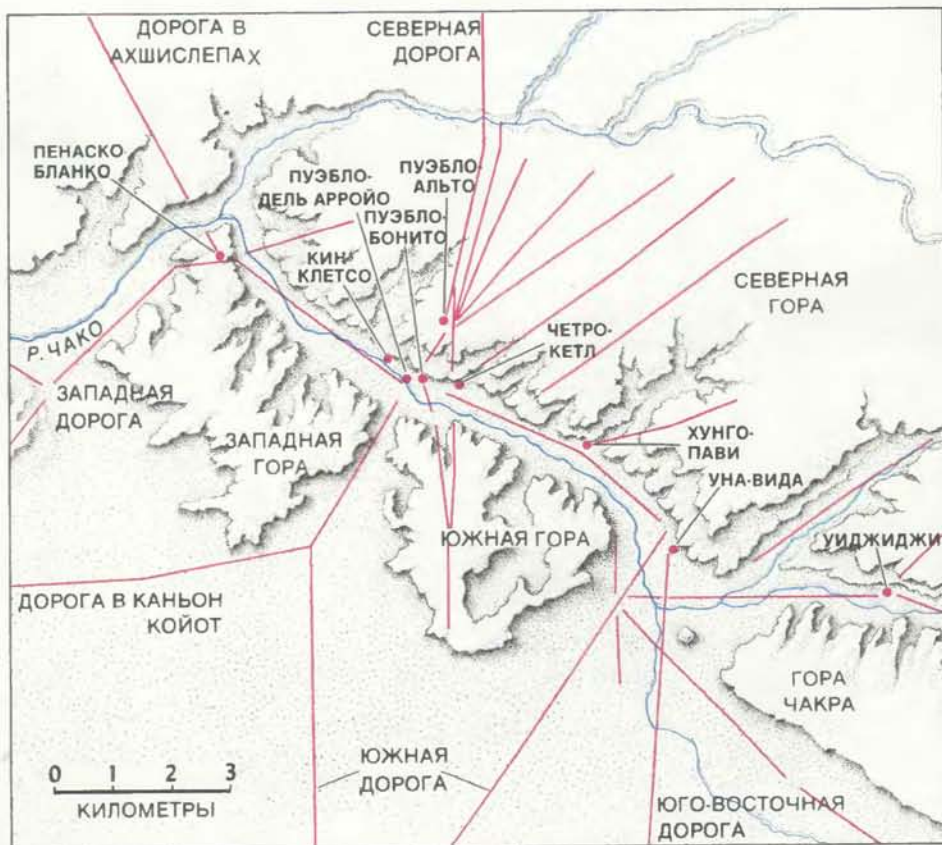 ДОРОГА В
АХШИСЛЕПАХ
СЕВЕРНАЯ
ДОРОГА
ПЕНАСКО-
БЛАНКО
ПУЭБЛО-
ДЕЛЬ АРРОЙО
ПУЭБЛО-
АЛЬТО
ПУЭБЛО-
БОНИТО
КИН-
КЛЕТСО
СЕВЕРНАЯ
ГОРА
Р. ЧАКО
ЧЕТРО-
КЕТЛ
ЗАПАДНАЯ
ДОРОГА
ЗАПАДНАЯ
ГОРА
ХУНГО-
ПАВИ
УНА-ВИДА
ЮЖНАЯ ГОРА
УИДЖИДЖИ
ДОРОГА В КАНЬОН
КОЙОТ
ГОРА
ЧАКРА
0 1 2 3
КИЛОМЕТРЫ
ЮЖНАЯ
ДОРОГА
ЮГО-ВОСТОЧНАЯ
ДОРОГА